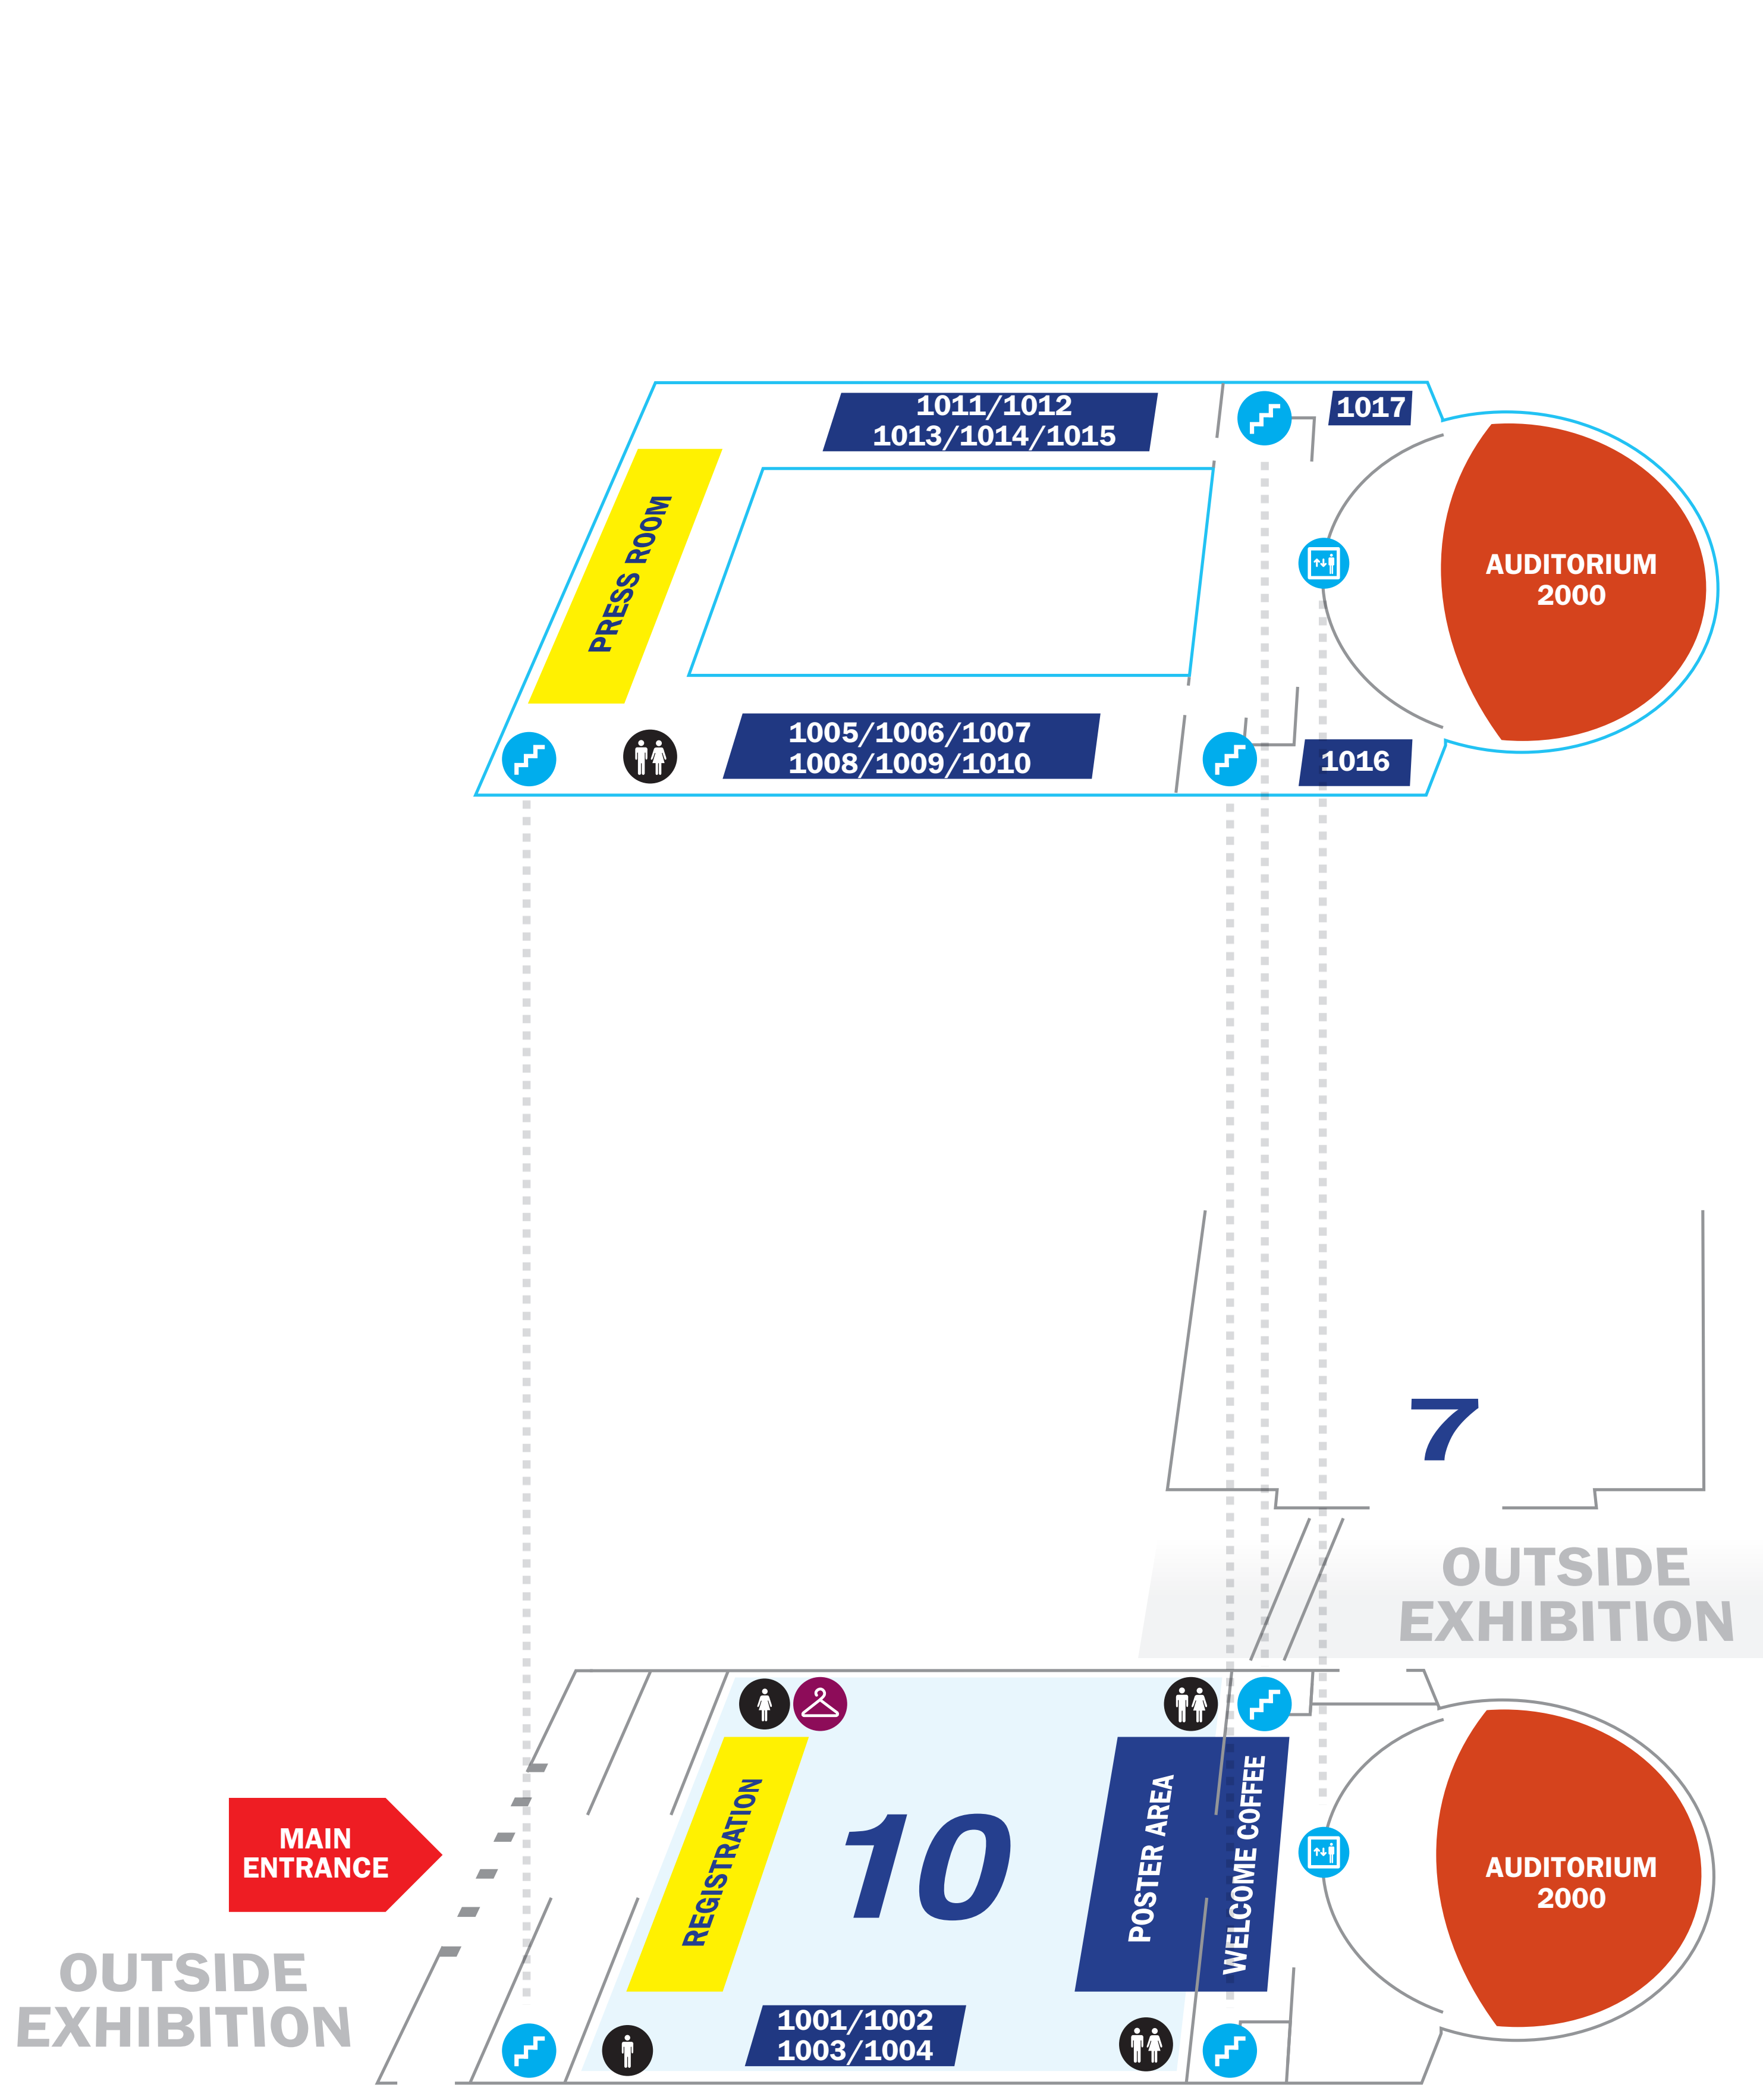 1011/1012
1013/1014/1015
1017
PRESS ROOM
AUDITORIUM
2000
1005/1006/1007
1008/1009/1010
1016
7
OUTSIDE
EXHIBITION
MAIN
ENTRANCE
REGISTRATION
10
POSTER AREA
WELCOME COFFEE
AUDITORIUM
2000
OUTSIDE
EXHIBITION
1001/1002
1003/1004